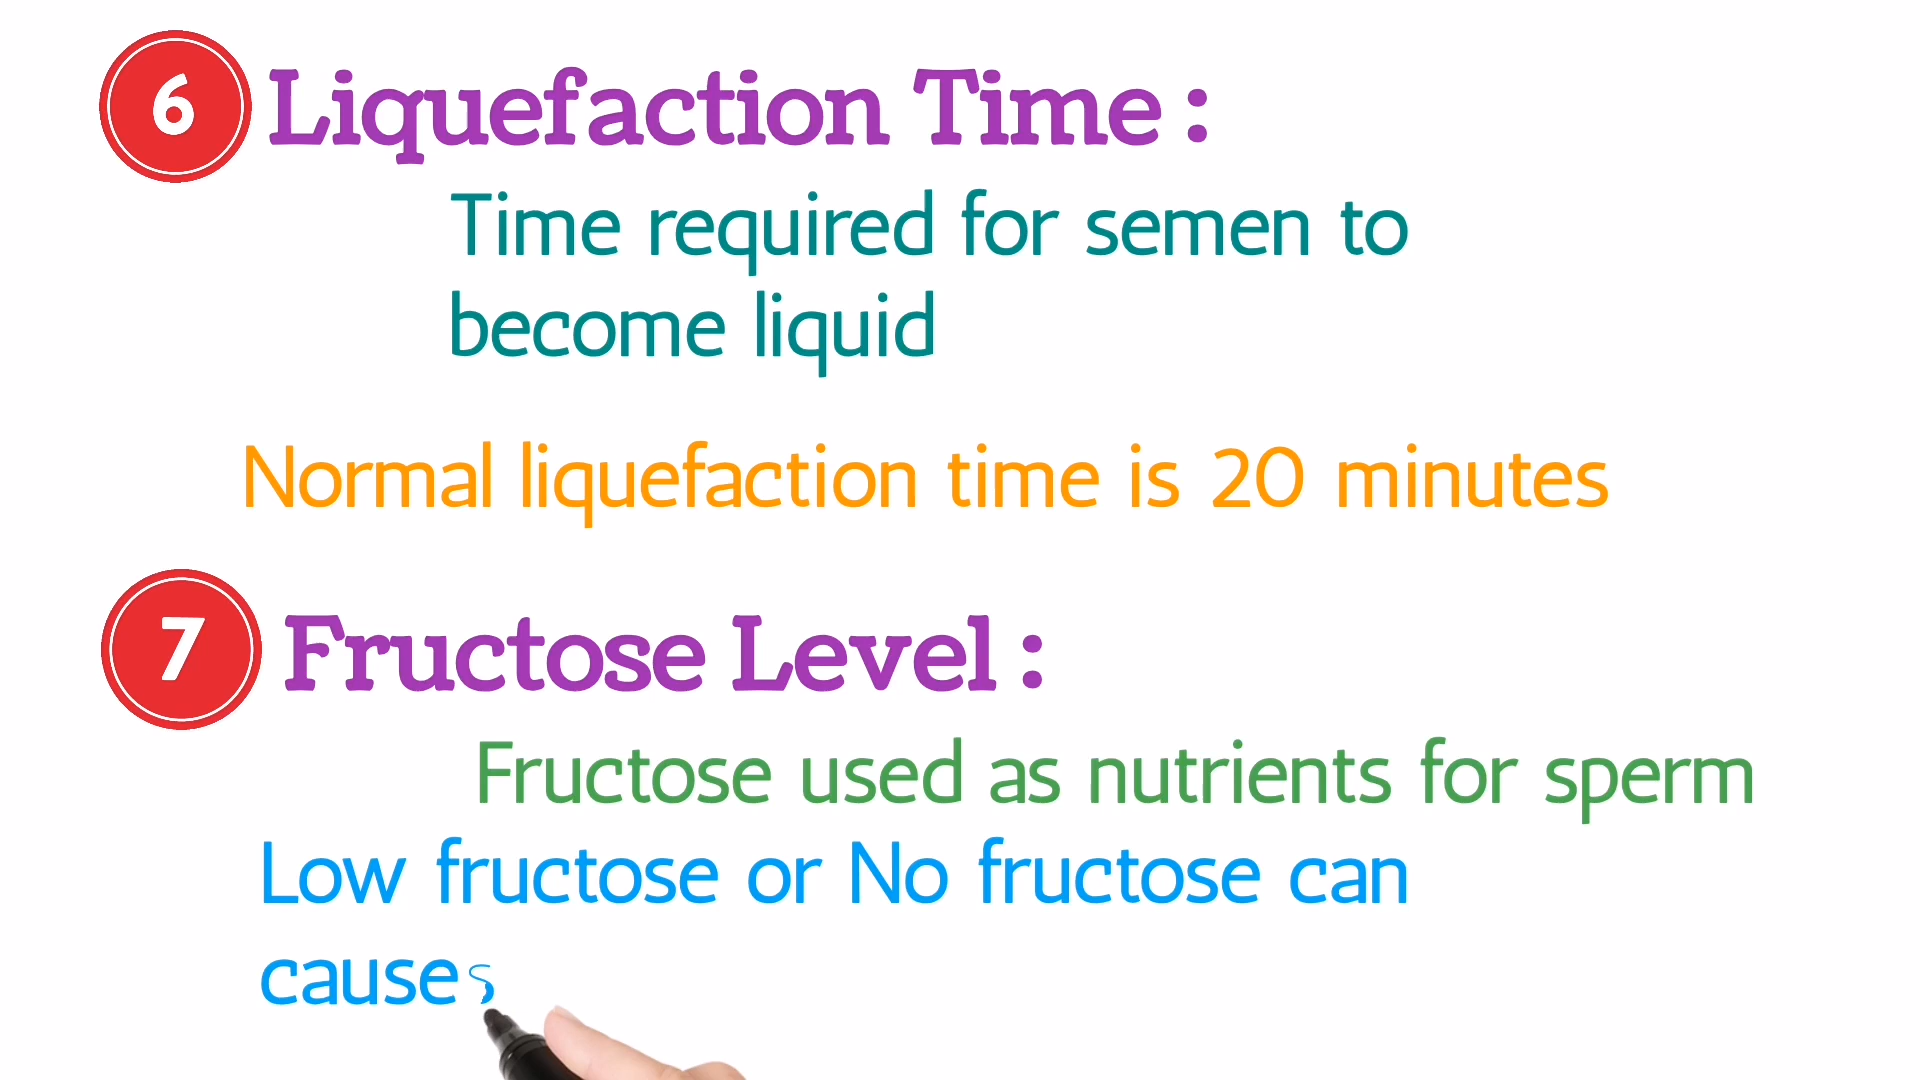 6 Liquefaction Time :
Time required for semen to
become liquid
Normal liquefaction time is 20 minutes
7 Fructose Level :
Fructose used as nutrients for sperm
Low fructose or No fructose can
causes